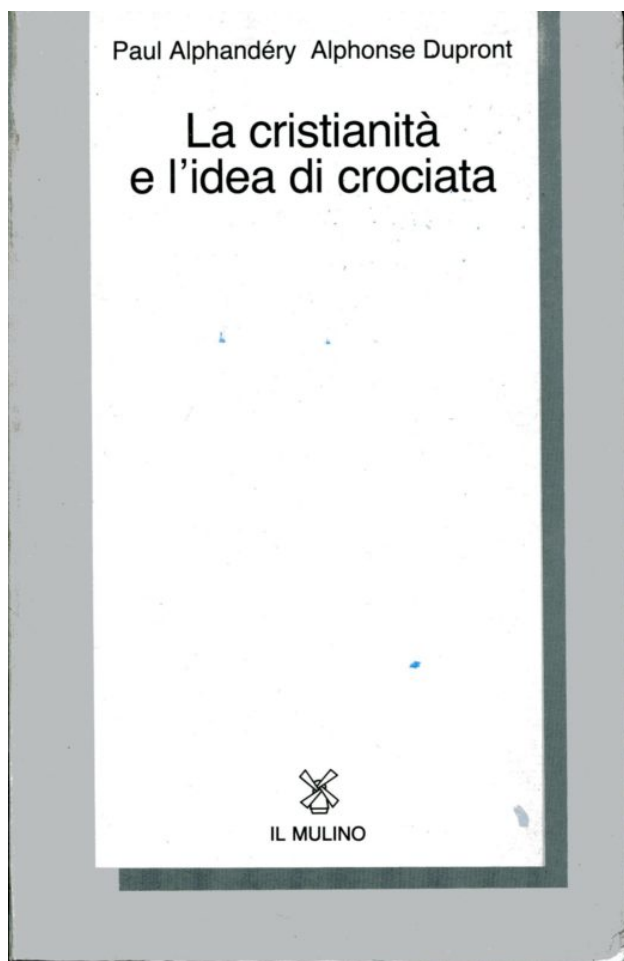 Paul Alphandéry Alphonse Dupront
La cristianità
e l'idea di crociata
IL MULINO